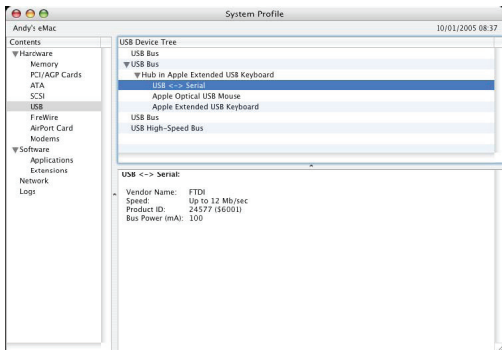 System Profile
Andy's eMac
10/01/2005 08:37
Contents
Hardware
Memory
PCI/AGP Cards
ATA
SCSI
USB
FireWire
AirPort Card
Modems
Software
Applications
Extensions
Network
Logs
USB Device Tree
USB Bus
USB Bus
Hub in Apple Extended USB Keyboard
USB <-> Serial
Apple Optical USB Mouse
Apple Extended USB Keyboard
USB Bus
USB High-Speed Bus
USB <-> Serial:
Vendor Name: FTDI
Speed: Up to 12 Mb/sec
Product ID: 24577 ($6001)
Bus Power (mA): 100